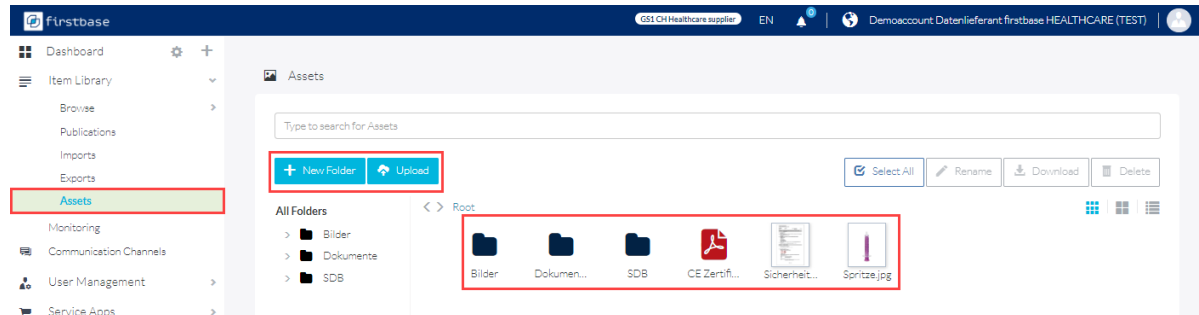 firstbase
GS1 CH Healthcare supplier EN 0 Demoaccount Datenlieferant firstbase HEALTHCARE (TEST)
Dashboard
Item Library
Browse
Publications
Imports
Exports
Assets
Monitoring
Communication Channels
User Management
Service Apps
Assets
Type to search for Assets
New Folder Upload
Select All Rename Download Delete
All Folders
Bilder
Dokumente
SDB
Root
Bilder Dokumen... SDB CE Zertifi... Sicherheit... Spritze.jpg